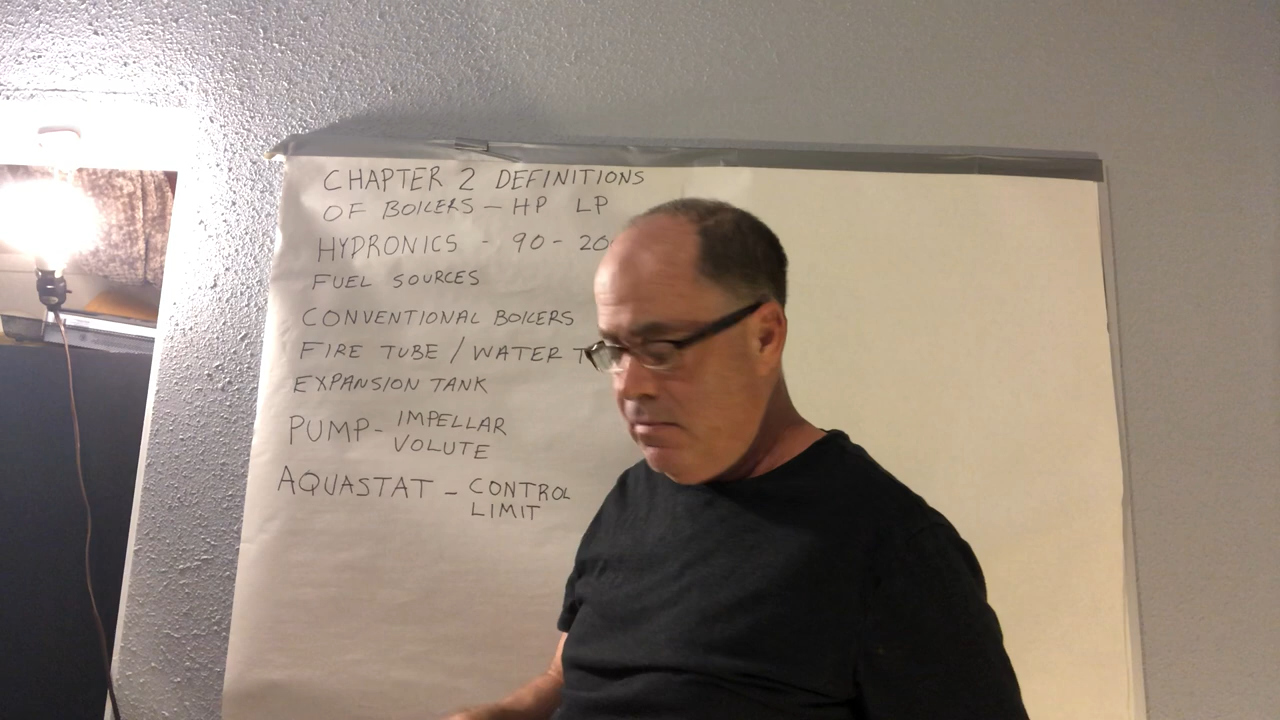 CHAPTER 2 DEFINITIONS
OF BOILERS - HP LP
HYDRONICS - 90 - 20
FUEL SOURCES
CONVENTIONAL BOILERS
FIRE TUBE / WATER T
EXPANSION TANK
PUMP - IMPELLAR
VOLUTE
AQUASTAT - CONTROL
LIMIT